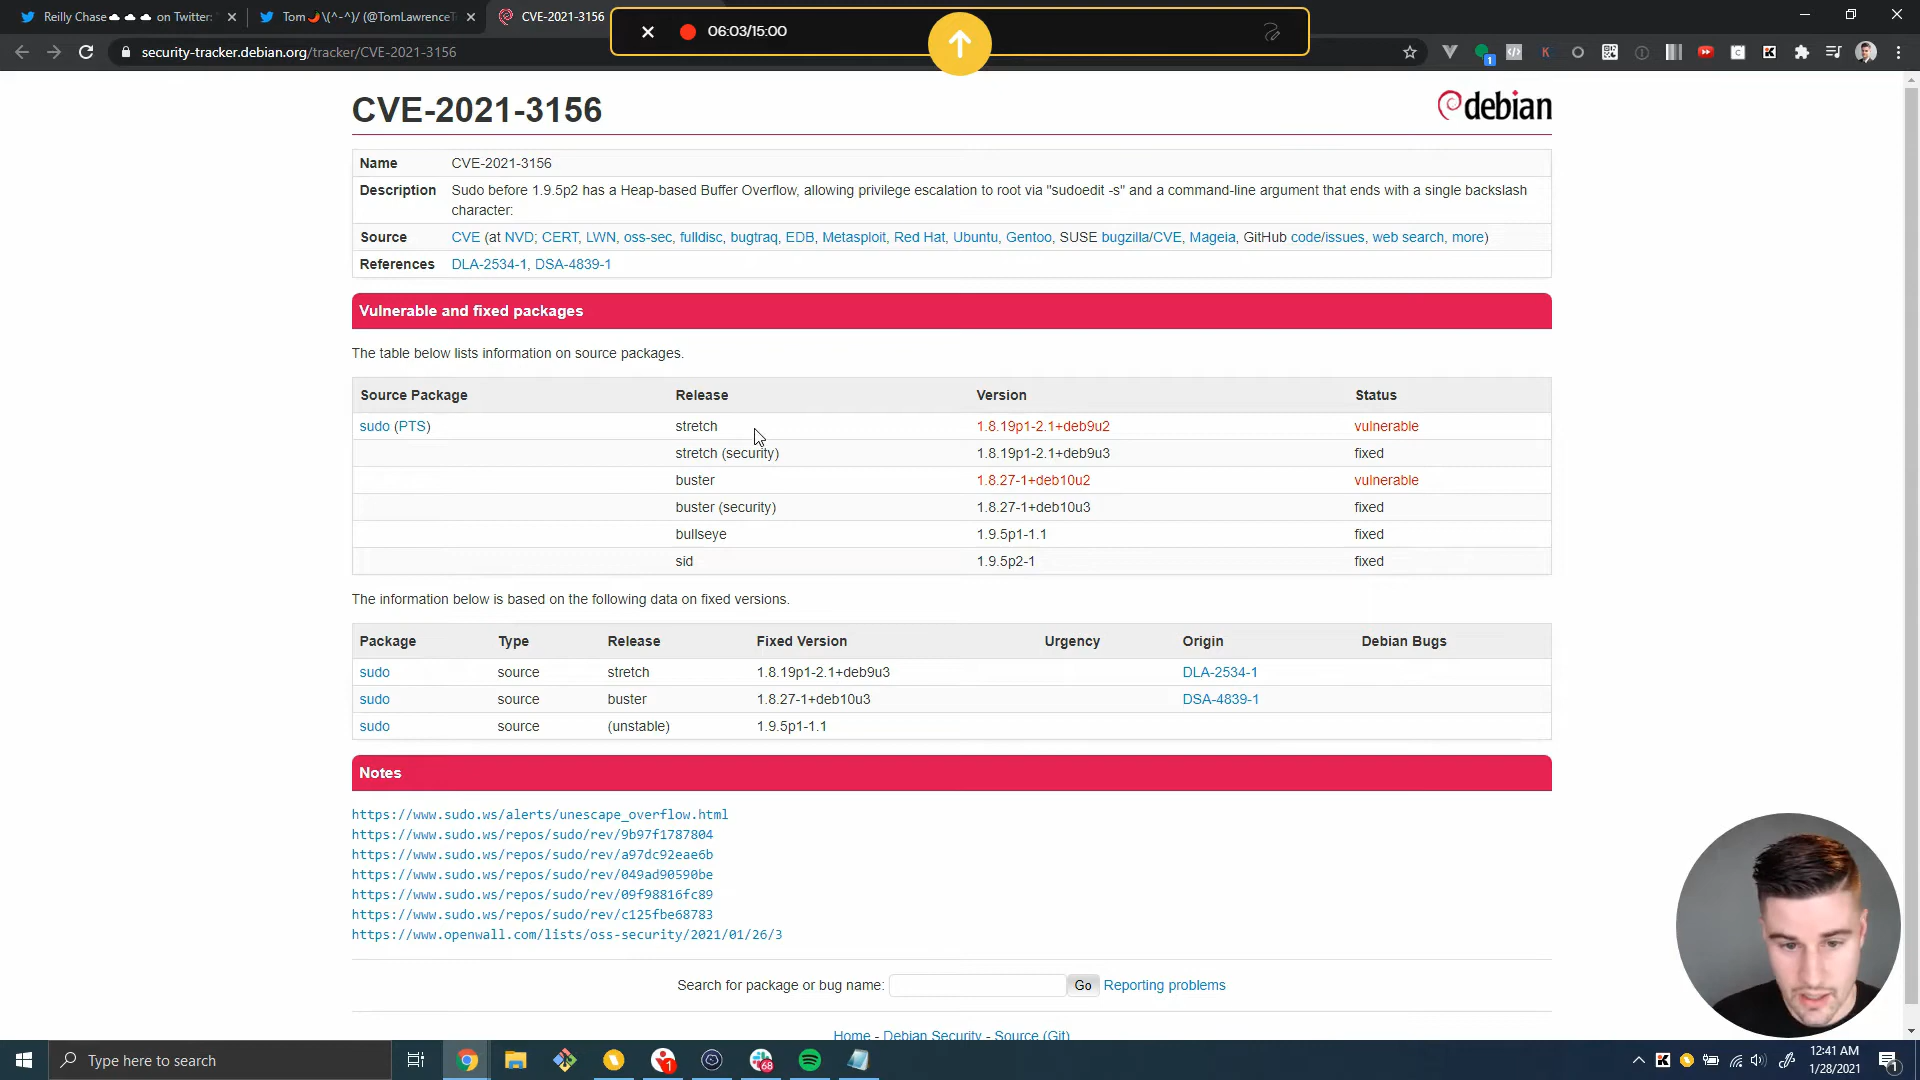 Reilly Chase☁☁☁ on Twitter:
Tom🌶\(^-^)/ (@TomLawrenceTe
CVE-2021-3156
06:03/15:00
security-tracker.debian.org/tracker/CVE-2021-3156
1
CVE-2021-3156
debian
Name CVE-2021-3156
Description Sudo before 1.9.5p2 has a Heap-based Buffer Overflow, allowing privilege escalation to root via "sudoedit -s" and a command-line argument that ends with a single backslash
character:
Source CVE (at NVD; CERT, LWN, oss-sec, fulldisc, bugtraq, EDB, Metasploit, Red Hat, Ubuntu, Gentoo, SUSE bugzilla/CVE, Mageia, GitHub code/issues, web search, more)
References DLA-2534-1, DSA-4839-1
Vulnerable and fixed packages
The table below lists information on source packages.
Source Package Release Version Status
sudo (PTS) stretch 1.8.19p1-2.1+deb9u2 vulnerable
stretch (security) 1.8.19p1-2.1+deb9u3 fixed
buster 1.8.27-1+deb10u2 vulnerable
buster (security) 1.8.27-1+deb10u3 fixed
bullseye 1.9.5p1-1.1 fixed
sid 1.9.5p2-1 fixed
The information below is based on the following data on fixed versions.
Package Type Release Fixed Version Urgency Origin Debian Bugs
sudo source stretch 1.8.19p1-2.1+deb9u3 DLA-2534-1
sudo source buster 1.8.27-1+deb10u3 DSA-4839-1
sudo source (unstable) 1.9.5p1-1.1
Notes
https://www.sudo.ws/alerts/unescape_overflow.html
https://www.sudo.ws/repos/sudo/rev/9b97f1787804
https://www.sudo.ws/repos/sudo/rev/a97dc92eae6b
https://www.sudo.ws/repos/sudo/rev/049ad90590be
https://www.sudo.ws/repos/sudo/rev/09f98816fc89
https://www.sudo.ws/repos/sudo/rev/c125fbe68783
https://www.openwall.com/lists/oss-security/2021/01/26/3
Search for package or bug name: Go Reporting problems
Home - Debian Security - Source (Git)
Type here to search
1
68
12:41 AM
1/28/2021
1